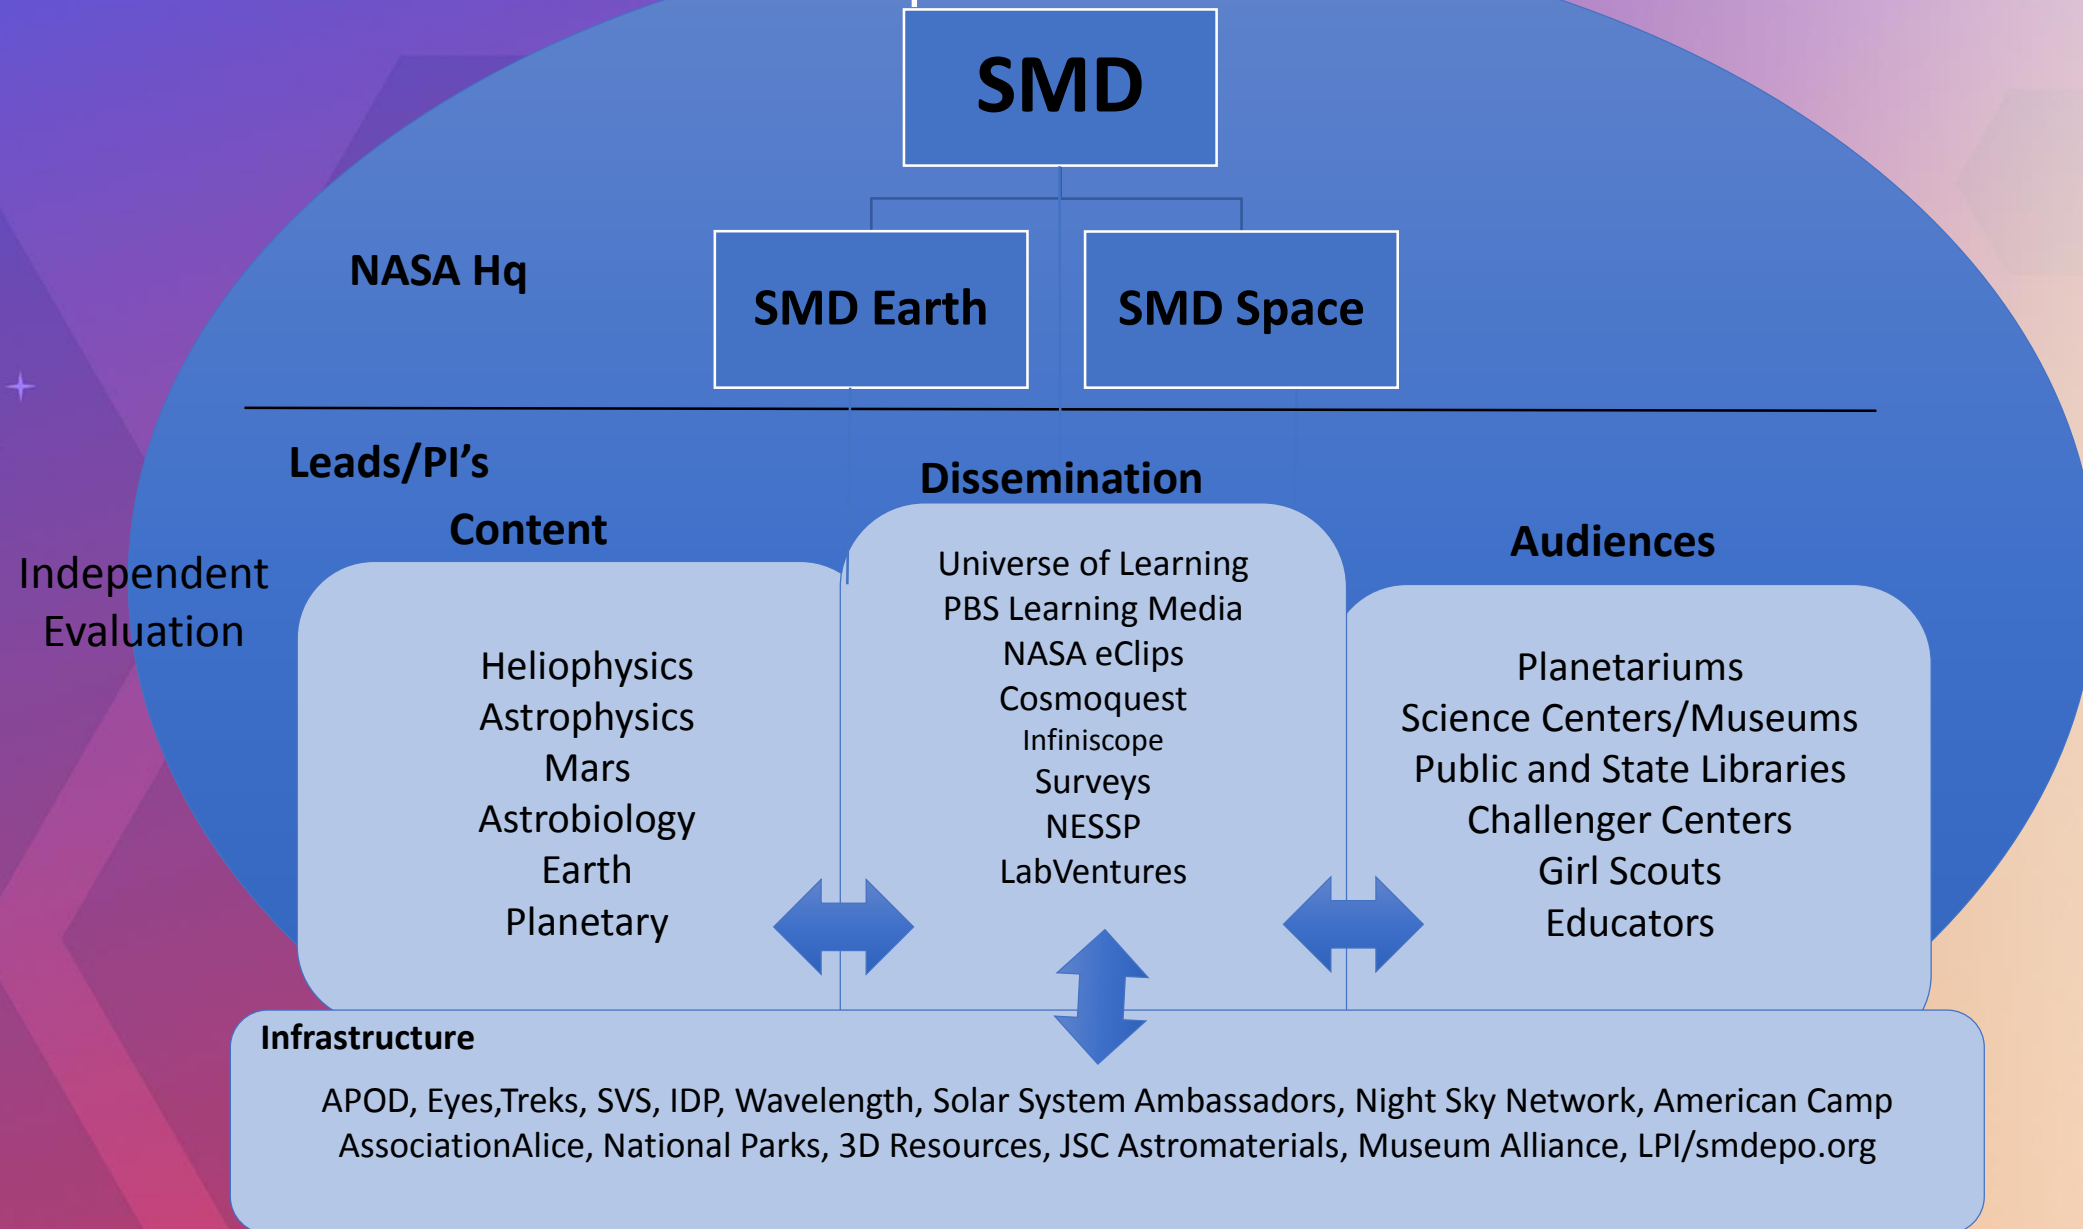 SMD
NASA Hq
SMD Earth
SMD Space
Leads/PI's
Independent
Evaluation
Content
Heliophysics
Astrophysics
Mars
Astrobiology
Earth
Planetary
Dissemination
Universe of Learning
PBS Learning Media
NASA eClips
Cosmoquest
Infiniscope
Surveys
NESSP
LabVentures
Audiences
Planetariums
Science Centers/Museums
Public and State Libraries
Challenger Centers
Girl Scouts
Educators
Infrastructure
APOD, Eyes,Treks, SVS, IDP, Wavelength, Solar System Ambassadors, Night Sky Network, American Camp
AssociationAlice, National Parks, 3D Resources, JSC Astromaterials, Museum Alliance, LPI/smdepo.org